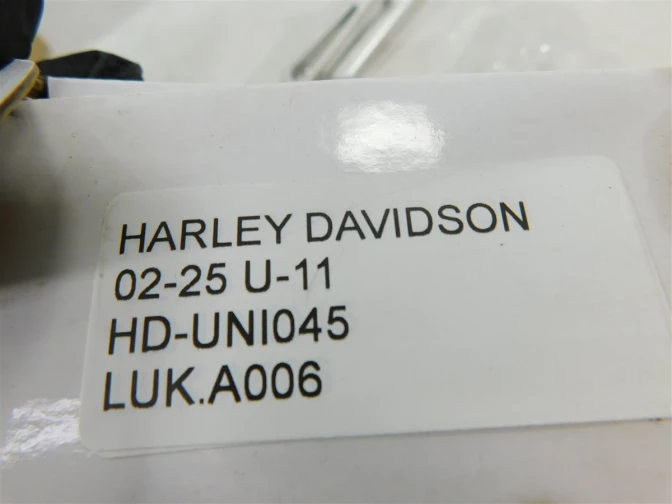 HARLEY DAVIDSON
02-25 U-11
HD-UNI045
LUK.A006